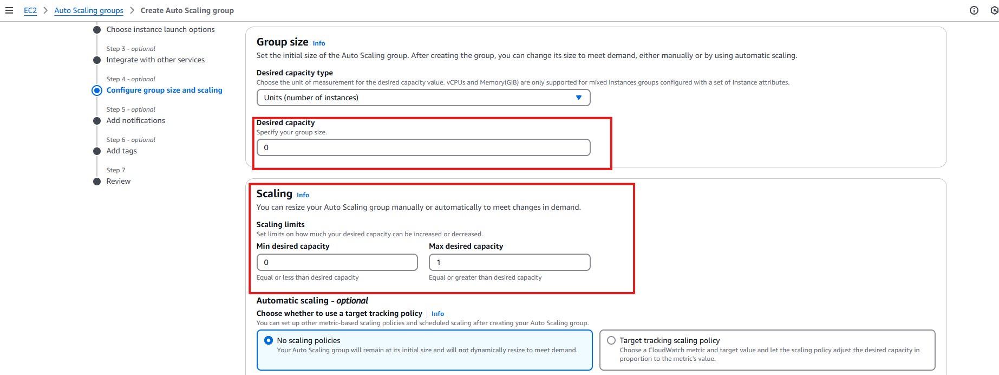 EC2 > Auto Scaling groups > Create Auto Scaling group
Choose instance launch options
Step 3 - optional
Integrate with other services
Step 4 - optional
Configure group size and scaling
Step 5 - optional
Add notifications
Step 6 - optional
Add tags
Step 7
Review
Group size Info
Set the initial size of the Auto Scaling group. After creating the group, you can change its size to meet demand, either manually or by using automatic scaling.
Desired capacity type
Choose the unit of measurement for the desired capacity value. vCPUs and Memory(GiB) are only supported for mixed instances groups configured with a set of instance attributes.
Units (number of instances)
Desired capacity
Specify your group size.
0
Scaling Info
You can resize your Auto Scaling group manually or automatically to meet changes in demand.
Scaling limits
Set limits on how much your desired capacity can be increased or decreased.
Min desired capacity
0
Equal or less than desired capacity
Max desired capacity
1
Equal or greater than desired capacity
Automatic scaling - optional
Choose whether to use a target tracking policy | Info
You can set up other metric-based scaling policies and scheduled scaling after creating your Auto Scaling group.
No scaling policies
Your Auto Scaling group will remain at its initial size and will not dynamically resize to meet demand.
Target tracking scaling policy
Choose a CloudWatch metric and target value and let the scaling policy adjust the desired capacity in
proportion to the metric's value.